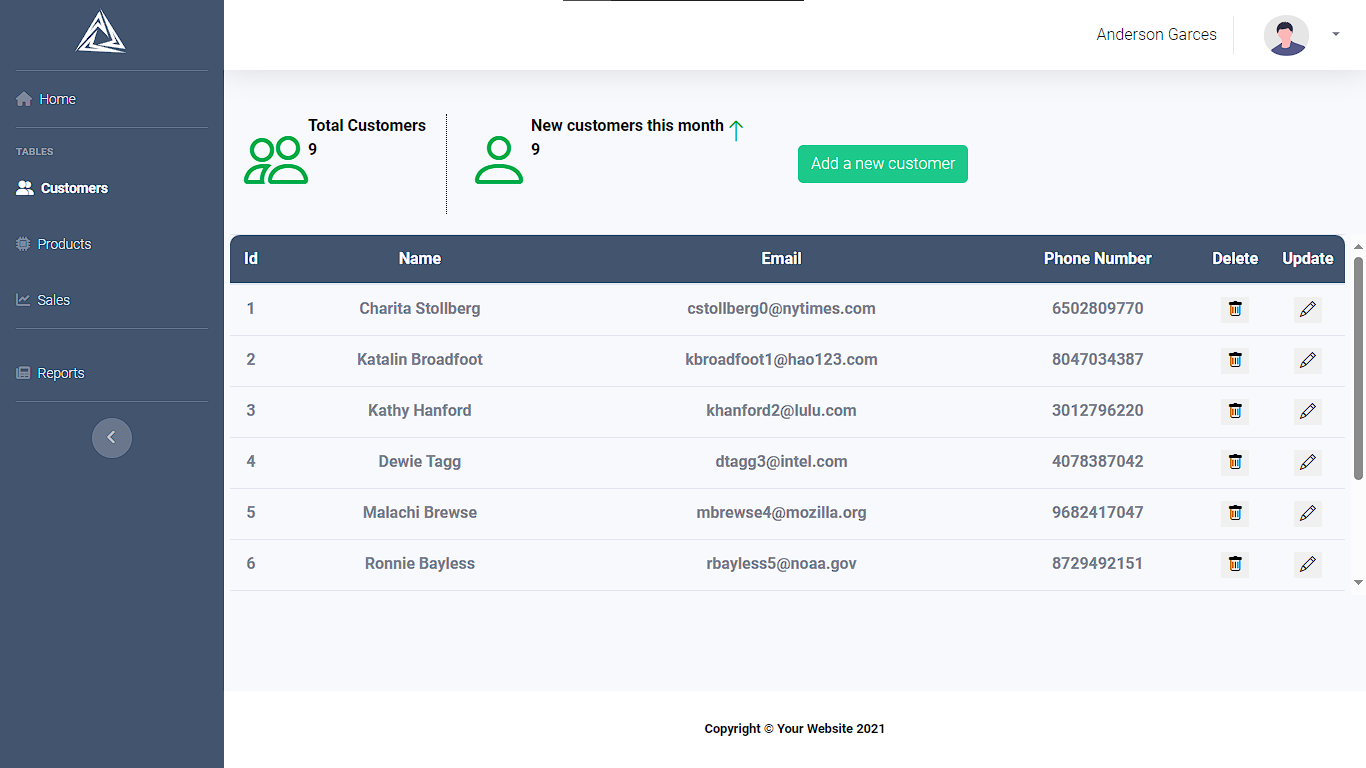 Anderson Garces
Home
TABLES
Customers
Products
Sales
Reports
Total Customers
9
New customers this month
9
Add a new customer
Id Name Email Phone Number Delete Update
1 Charita Stollberg cstollberg0@nytimes.com 6502809770
2 Katalin Broadfoot kbroadfoot1@hao123.com 8047034387
3 Kathy Hanford khanford2@lulu.com 3012796220
4 Dewie Tagg dtagg3@intel.com 4078387042
5 Malachi Brewse mbrewse4@mozilla.org 9682417047
6 Ronnie Bayless rbayless5@noaa.gov 8729492151
Copyright © Your Website 2021